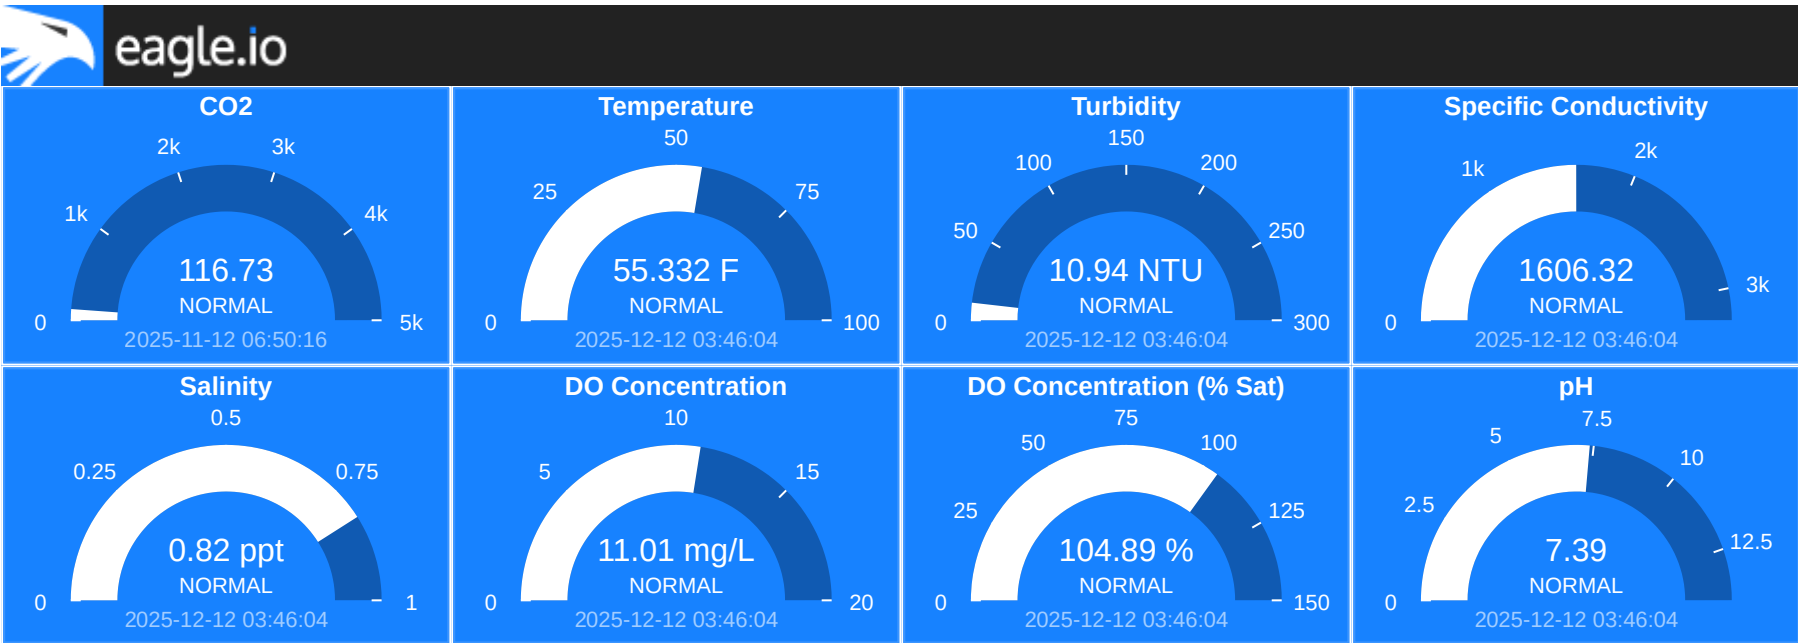 eagle.io
CO2
0
1k
2k
3k
4k
5k
116.73
NORMAL
2025-11-12 06:50:16
Temperature
0
25
50
75
100
55.332 F
NORMAL
2025-12-12 03:46:04
Turbidity
0
50
100
150
200
250
300
10.94 NTU
NORMAL
2025-12-12 03:46:04
Specific Conductivity
0
1k
2k
3k
1606.32
NORMAL
2025-12-12 03:46:04
Salinity
0
0.25
0.5
0.75
1
0.82 ppt
NORMAL
2025-12-12 03:46:04
DO Concentration
0
5
10
15
20
11.01 mg/L
NORMAL
2025-12-12 03:46:04
DO Concentration (% Sat)
0
25
50
75
100
125
150
104.89 %
NORMAL
2025-12-12 03:46:04
pH
0
2.5
5
7.5
10
12.5
7.39
NORMAL
2025-12-12 03:46:04